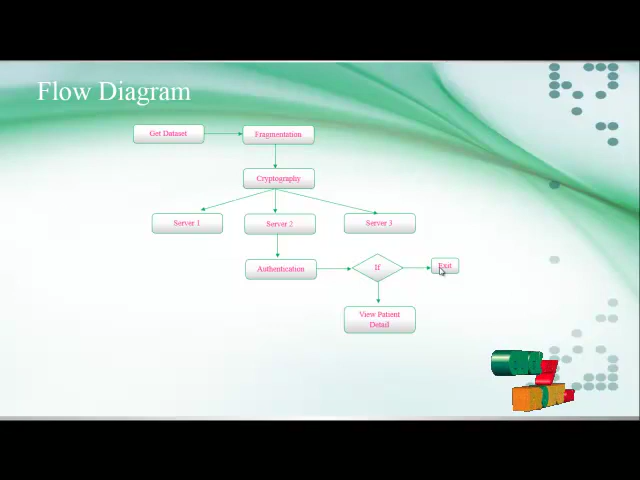 Flow Diagram
Get Dataset
Fragmentation
Cryptography
Server 1
Server 2
Server 3
Authentication
If
Exit
View Patient
Detail